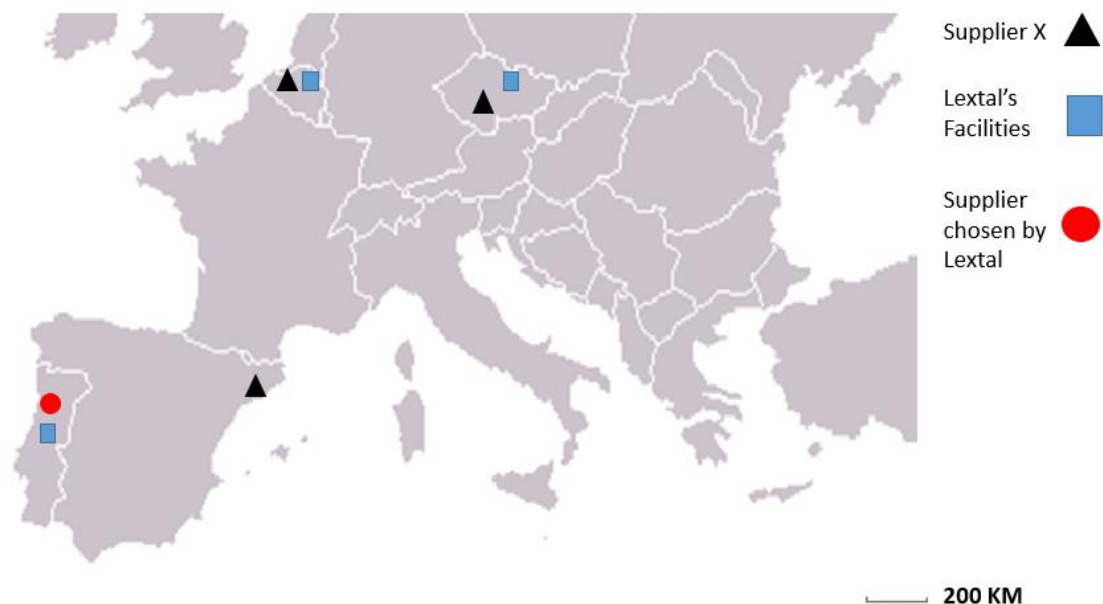 Supplier X
Lextal's
Facilities
Supplier
chosen by
Lextal
200 KM